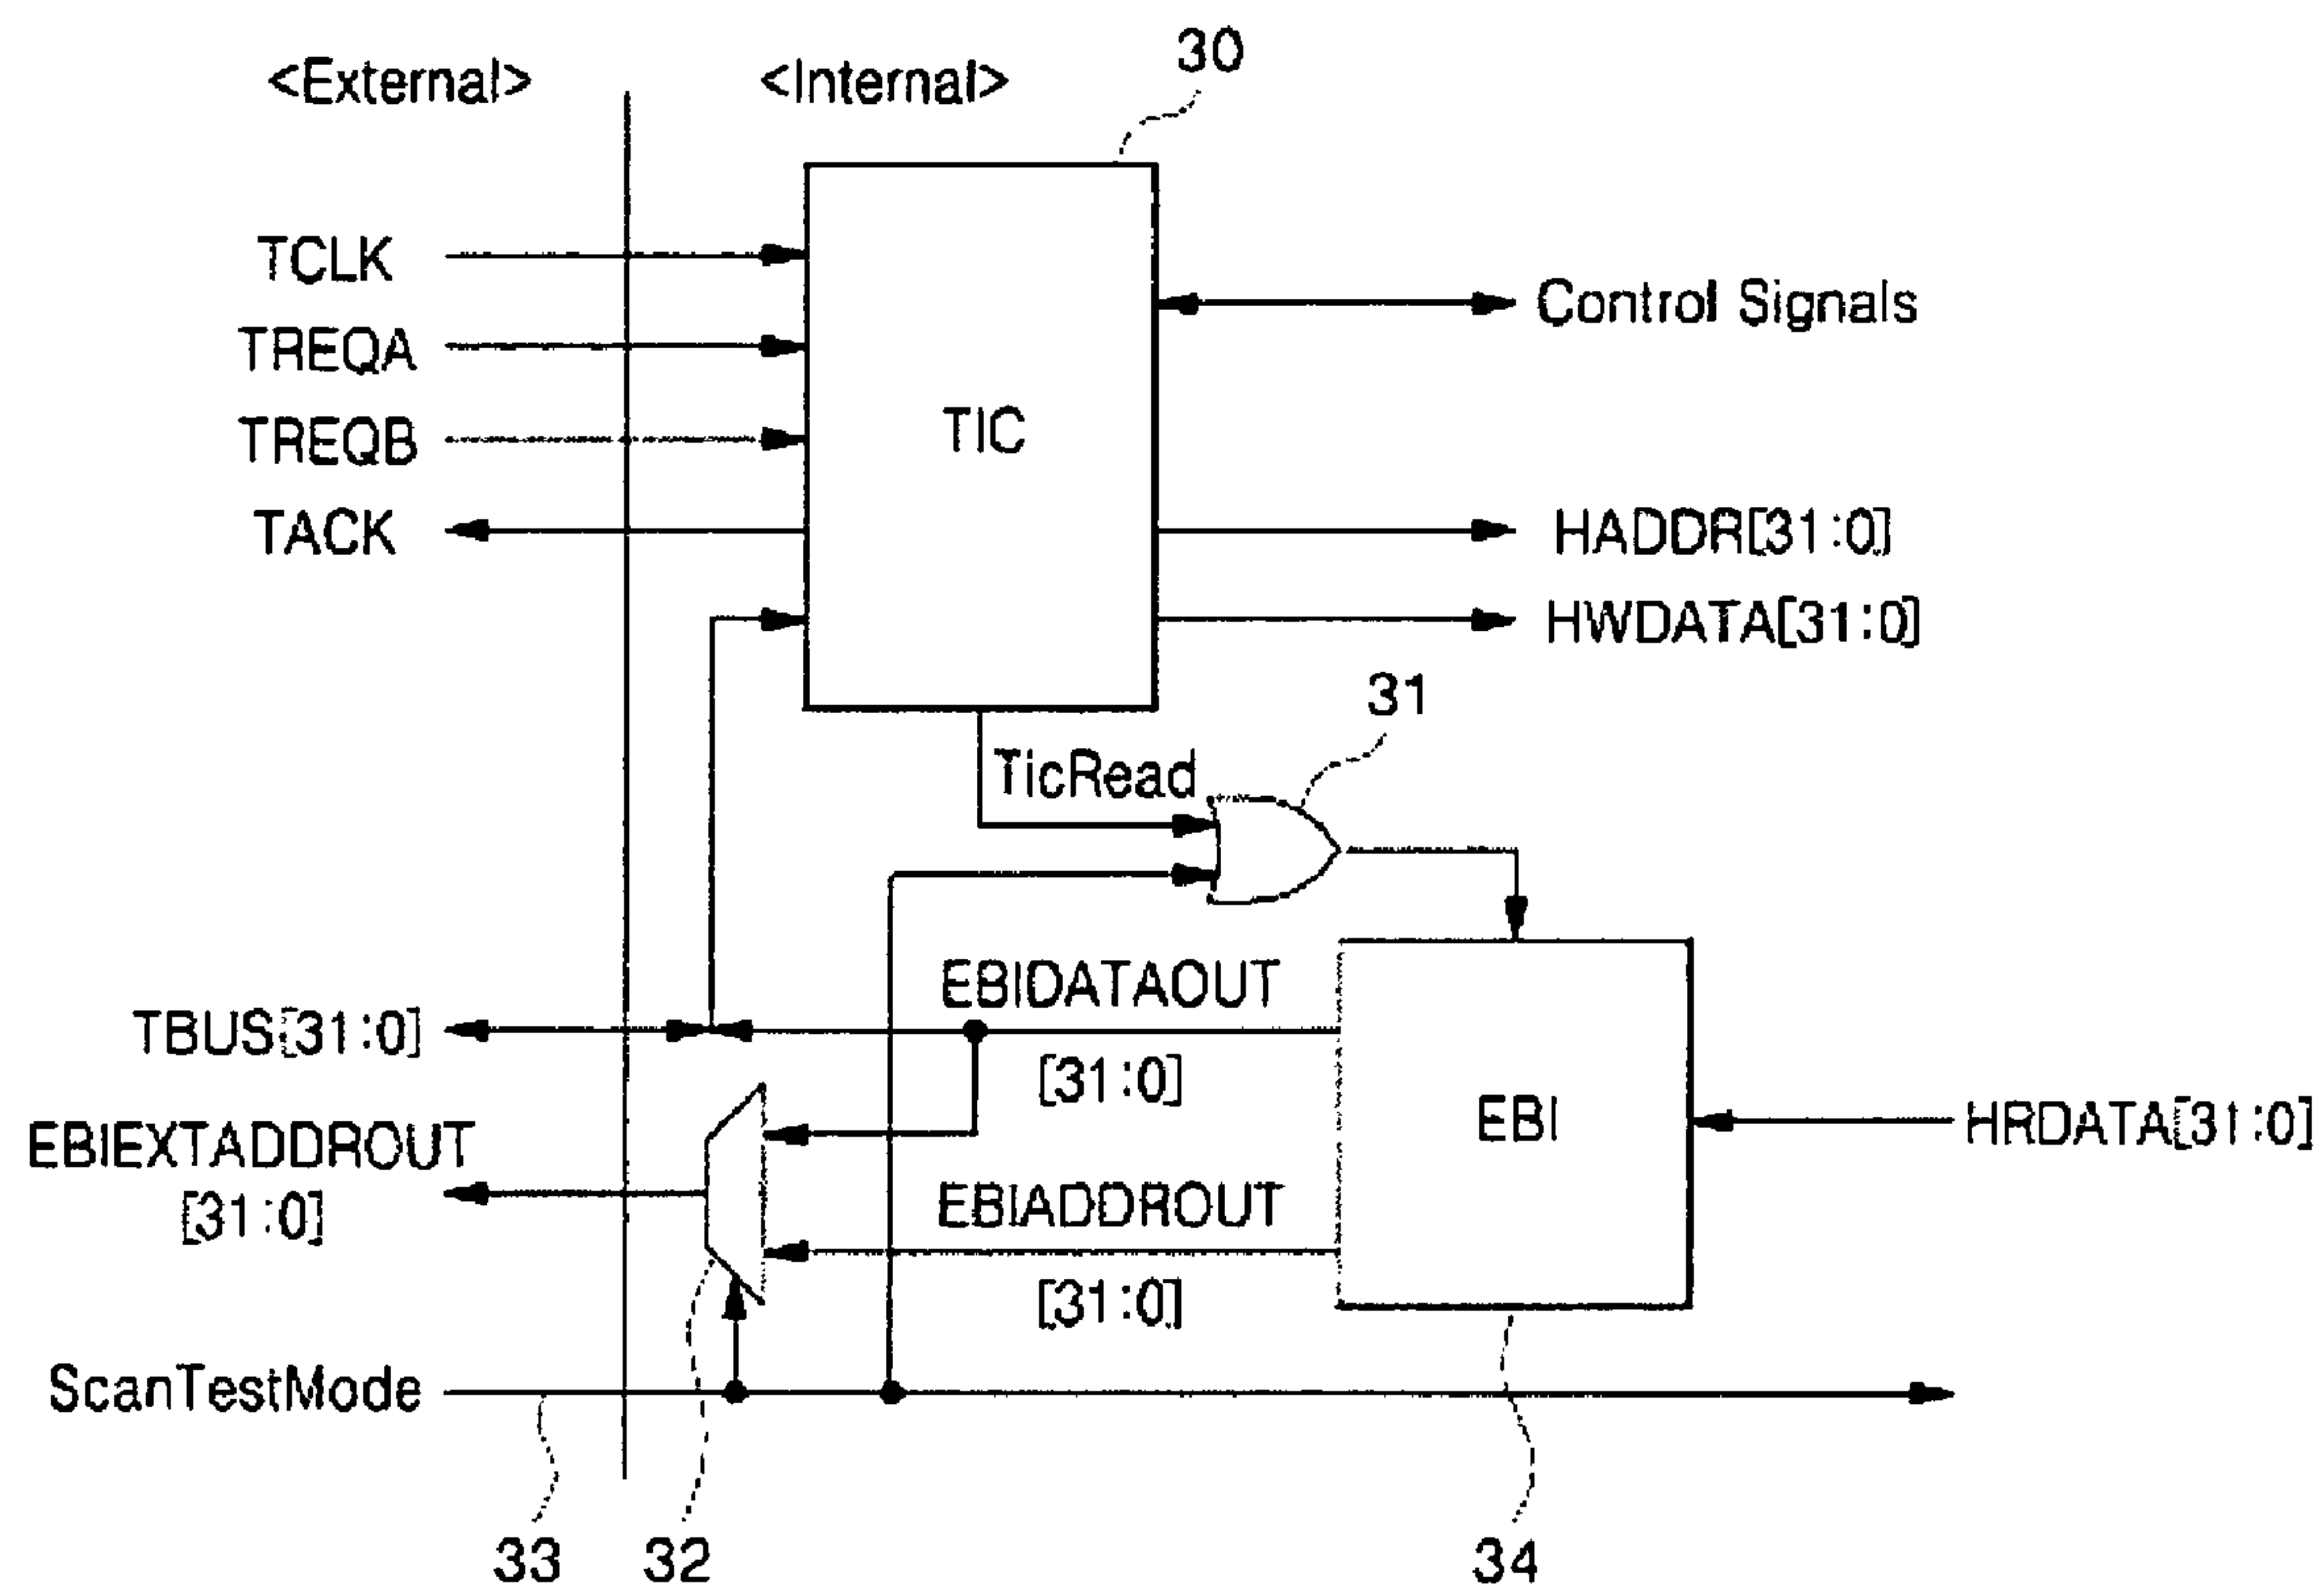 30
<External>
<Internal>
TCLK
TREQA
TREQB
TACK
TIC
Control Signals
HADDR[31:0]
HWDATA[31:0]
31
TicRead
TBUS[31:0]
EBIDATAOUT
[31:0]
EBI
HRDATA[31:0]
EBIEXTADDROUT
[31:0]
EBIADDROUT
[31:0]
ScanTestMode
33
32
34